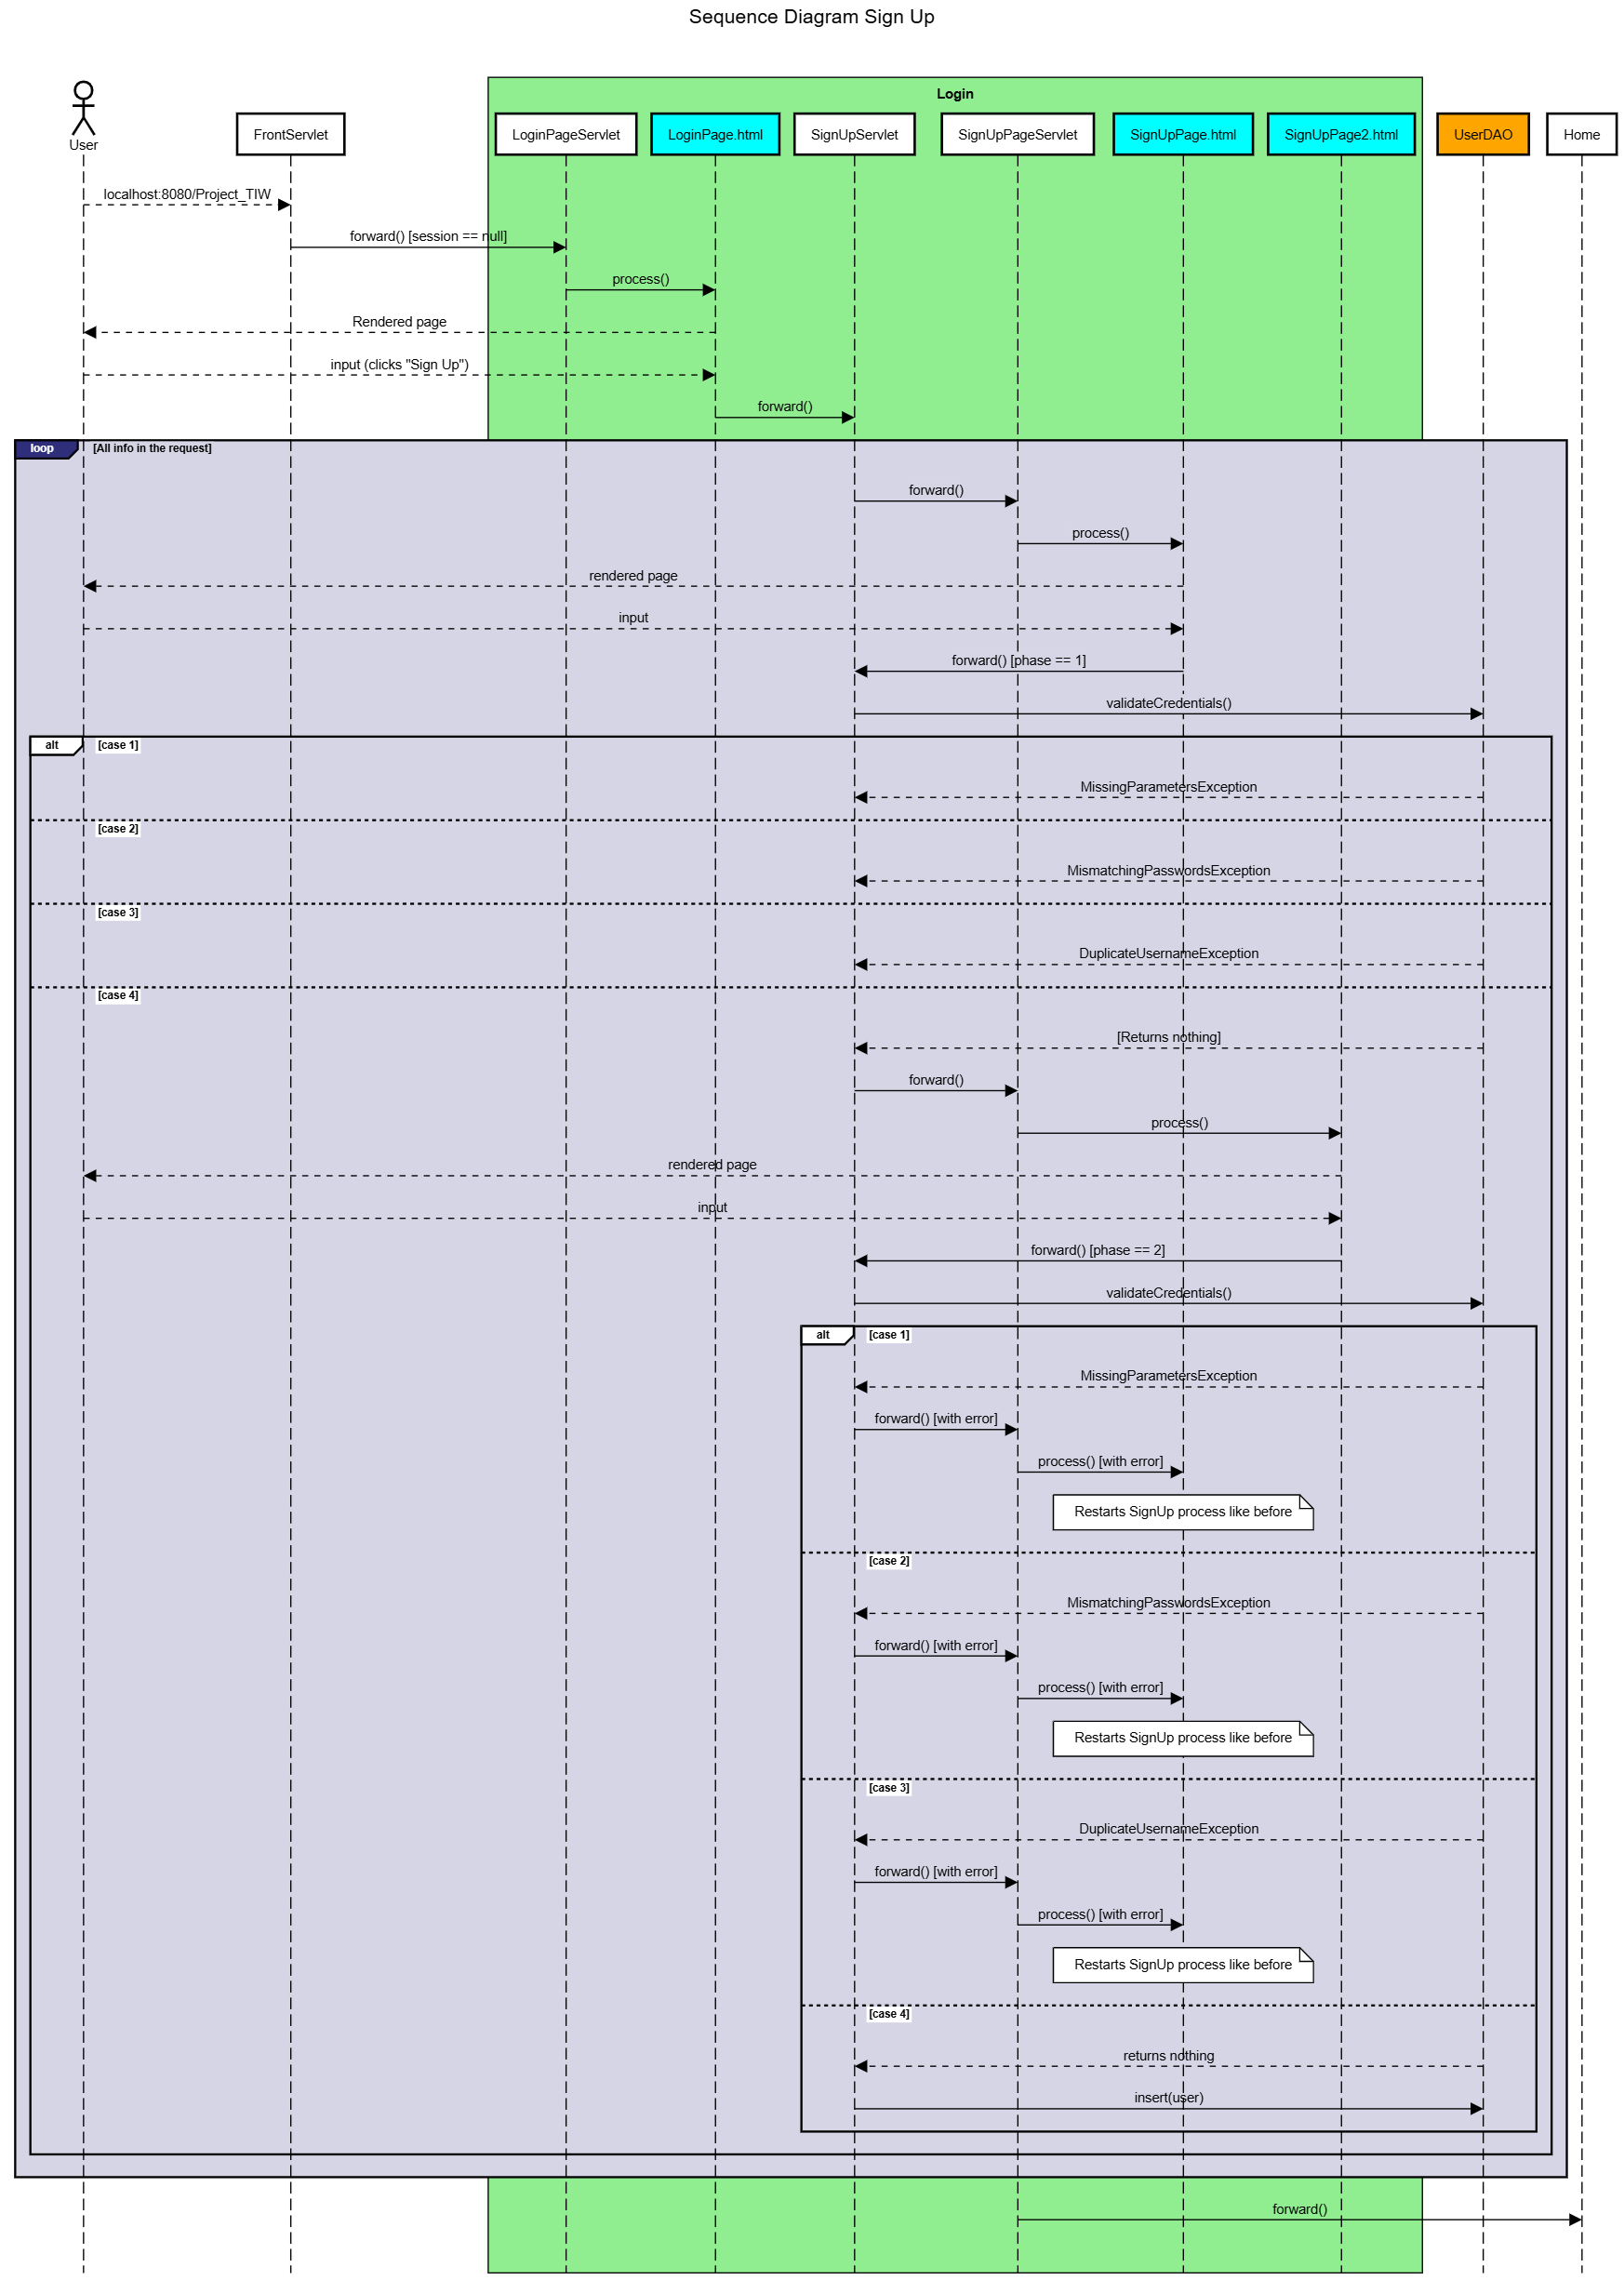 Sequence Diagram Sign Up
Login
User
FrontServlet
LoginPageServlet
LoginPage.html
SignUpServlet
SignUpPageServlet
SignUpPage.html
SignUpPage2.html
UserDAO
Home
localhost:8080/Project_TIW
forward() [session == null]
process()
Rendered page
input (clicks "Sign Up")
forward()
loop
[All info in the request]
forward()
process()
rendered page
input
forward() [phase == 1]
validateCredentials()
alt
[case 1]
MissingParametersException
[case 2]
MismatchingPasswordsException
[case 3]
DuplicateUsernameException
[case 4]
[Returns nothing]
forward()
process()
rendered page
input
forward() [phase == 2]
validateCredentials()
alt
[case 1]
MissingParametersException
forward() [with error]
process() [with error]
Restarts SignUp process like before
[case 2]
MismatchingPasswordsException
forward() [with error]
process() [with error]
Restarts SignUp process like before
[case 3]
DuplicateUsernameException
forward() [with error]
process() [with error]
Restarts SignUp process like before
[case 4]
returns nothing
insert(user)
forward()